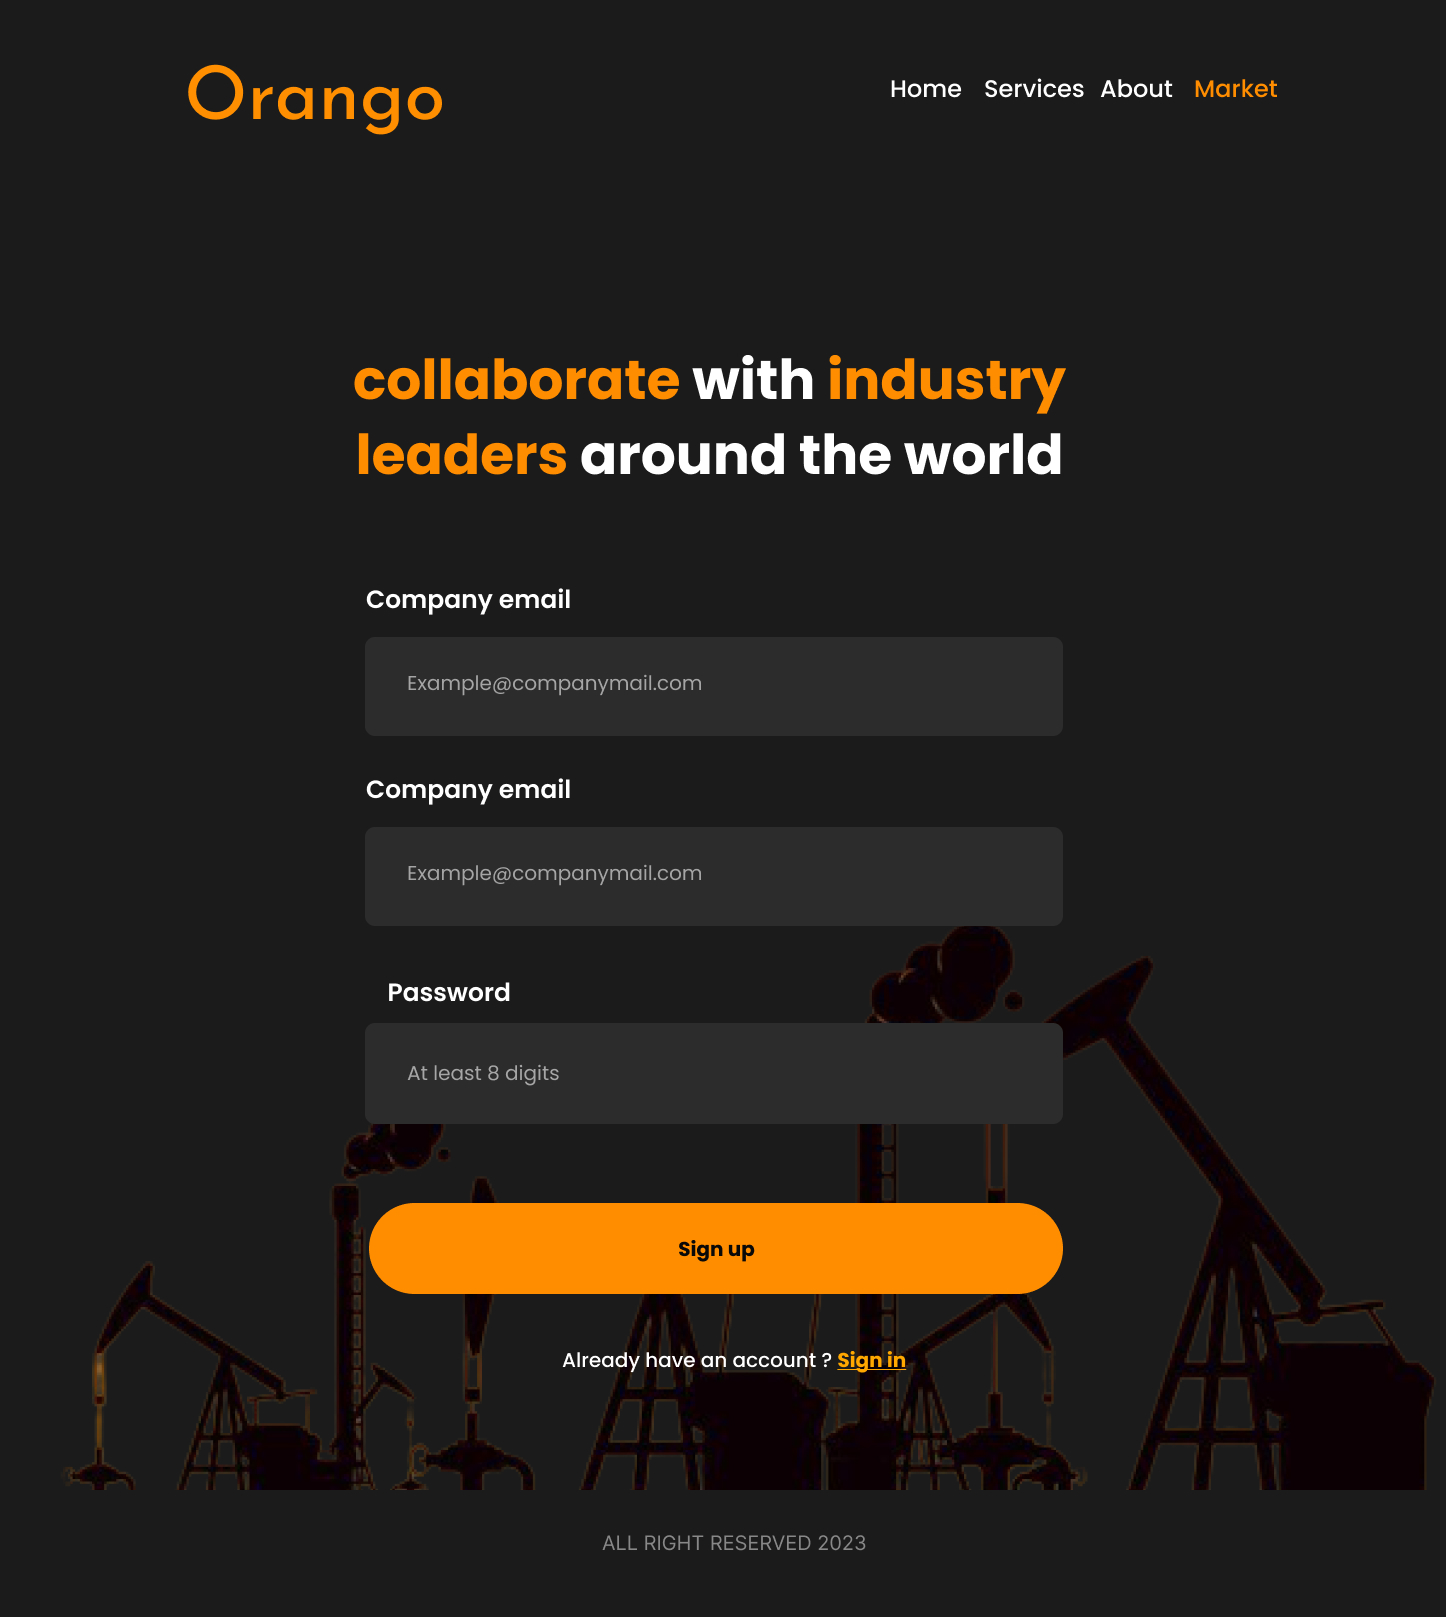 Orango
Home Services About Market
collaborate with industry
leaders around the world
Company email
Example@companymail.com
Company email
Example@companymail.com
Password
At least 8 digits
Sign up
Already have an account ? Sign in
ALL RIGHT RESERVED 2023